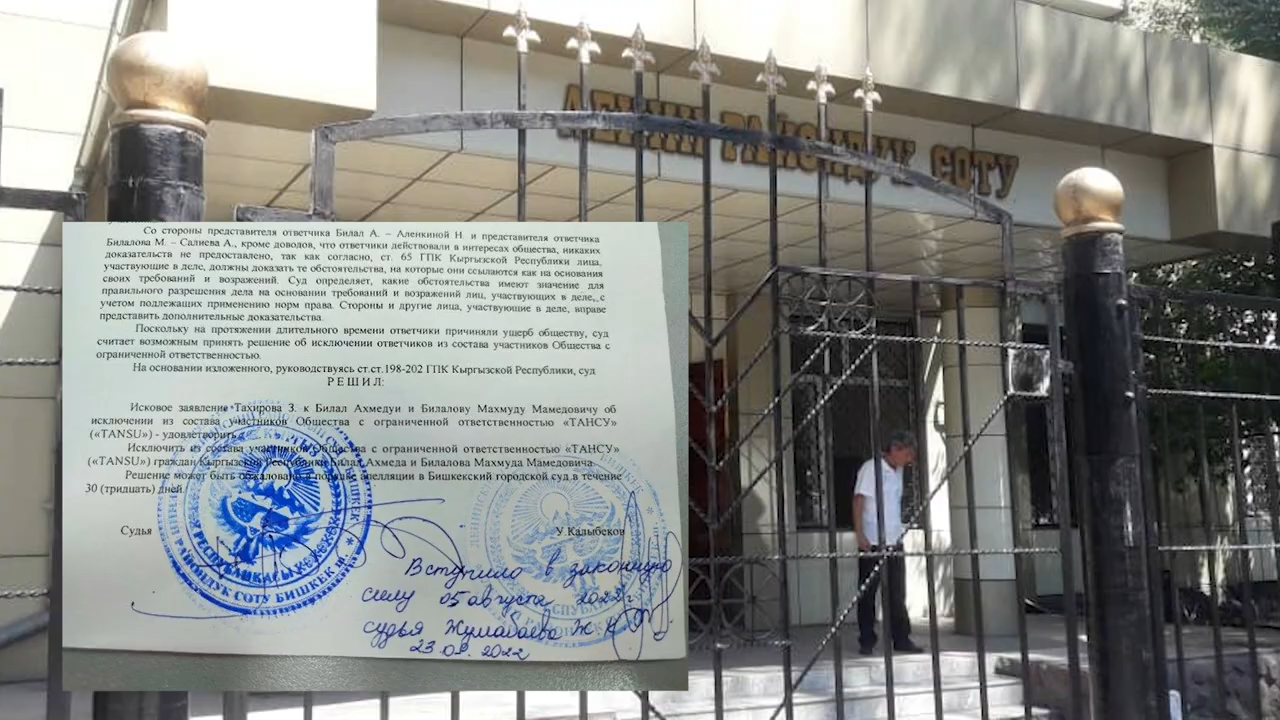 ЛЕНИН РАЙОНДУК СОТУ
Со стороны представителя ответчика Билал А. – Аленкиной Н. и представителя ответчика
Билалова М. – Салиева А., кроме доводов, что ответчики действовали в интересах общества, никаких
доказательств не предоставлено, так как согласно, ст. 65 ГПК Кыргызской Республики лица,
участвующие в деле, должны доказать те обстоятельства, на которые они ссылаются как на основания
своих требований и возражений. Суд определяет, какие обстоятельства имеют значение для
правильного разрешения дела на основании требований и возражений лиц, участвующих в деле, с
учетом подлежащих применению норм права. Стороны и другие лица, участвующие в деле, вправе
представить дополнительные доказательства.
Поскольку на протяжении длительного времени ответчики причиняли ущерб обществу, суд
считает возможным принять решение об исключении ответчиков из состава участников Общества с
ограниченной ответственностью.
На основании изложенного, руководствуясь ст.ст.198-202 ГПК Кыргызской Республики, суд
Р Е Ш И Л:
Исковое заявление Тахирова З. к Билал Ахмедуи и Билалову Махмуду Мамедовичу об
исключении из состава участников Общества с ограниченной ответственностью «ТАНСУ»
(«TANSU») - удовлетворить.
Исключить из состава участников Общества с ограниченной ответственностью «ТАНСУ»
(«TANSU») граждан Кыргызской Республики Билал Ахмеда и Билалова Махмуда Мамедовича.
Решение может быть обжаловано в порядке апелляции в Бишкекский городской суд в течение
30 (тридцать) дней.
Судья У.Калыбеков
РАЙОНДУК СОТУ БИШКЕК Ш.
РЕСПУБЛИКАСЫ
Вступило в законную
силу 05 августа
судья Жумабаева Ж
2022